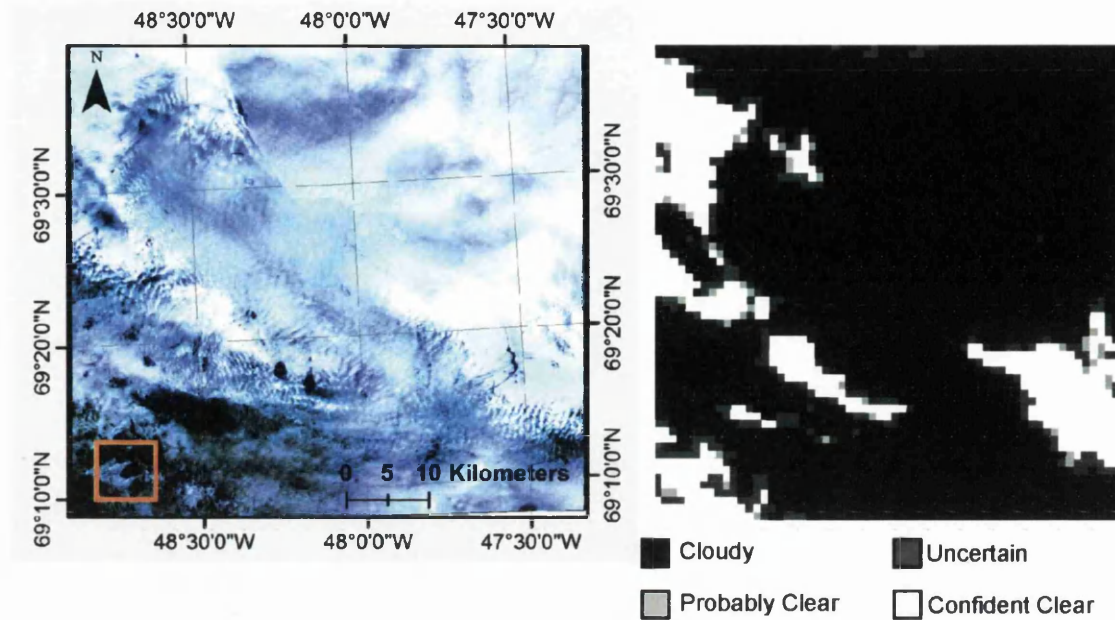 48°30'0"W 48°0'0"W 47°30'0"W
N
69°30'0"N
69°20'0"N
69°10'0"N
69°30'0"N
69°20'0"N
69°10'0"N
0 5 10 Kilometers
48°30'0"W 48°0'0"W 47°30'0"W
Cloudy Uncertain
Probably Clear Confident Clear